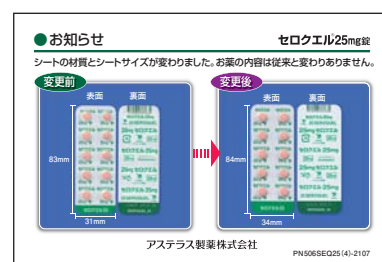 ●お知らせ
セロクエル25mg錠
シートの材質とシートサイズが変わりました。お薬の内容は従来と変わりありません。
変更前
表面 裏面
83mm
31mm
変更後
表面 裏面
84mm
34mm
アステラス製薬株式会社
PN506SEQ25(4)-2107